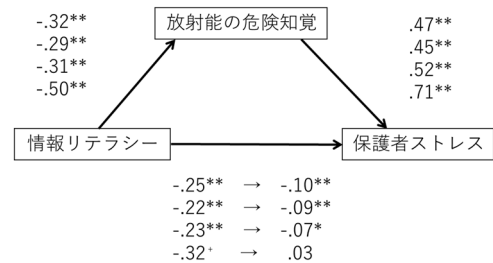 放射能の危険知覚
-.32**
-.29**
-.31**
-.50**
.47**
.45**
.52**
.71**
情報リテラシー
保護者ストレス
-.25** → -.10**
-.22** → -.09**
-.23** → -.07*
-.32⁺ → .03